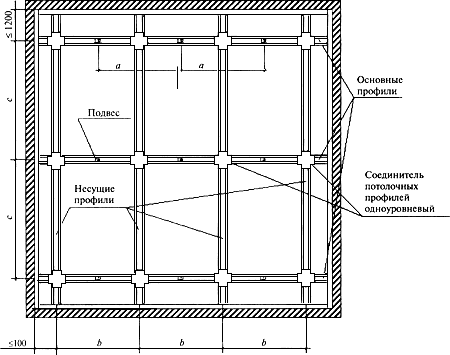 ≤ 1200
a
a
Основные
профили
Подвес
c
Соединитель
потолочных
профилей
одноуровневый
Несущие
профили
c
≤100
b
b
b